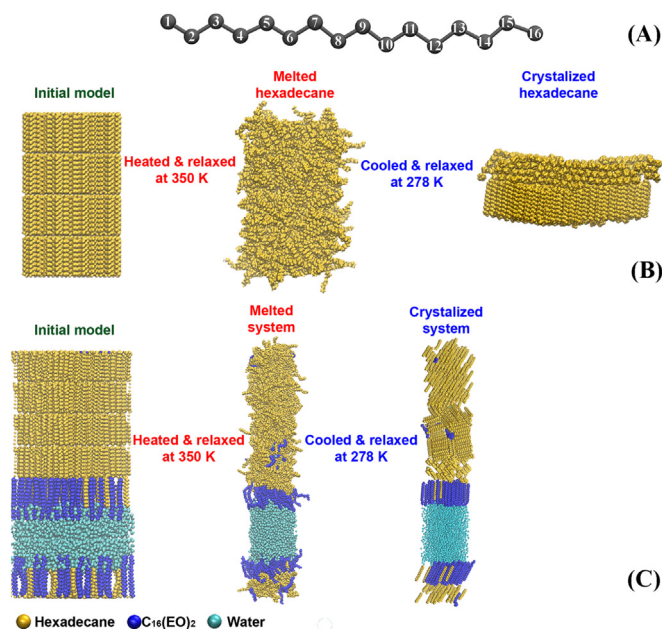 1 2 3 4 5 6 7 8 9 10 11 12 13 14 15 16
(A)
Initial model
Melted
hexadecane
Crystalized
hexadecane
Heated & relaxed
at 350 K
Cooled & relaxed
at 278 K
(B)
Initial model
Melted
system
Crystalized
system
Heated & relaxed
at 350 K
Cooled & relaxed
at 278 K
(C)
Hexadecane C₁₆(EO)₂ Water